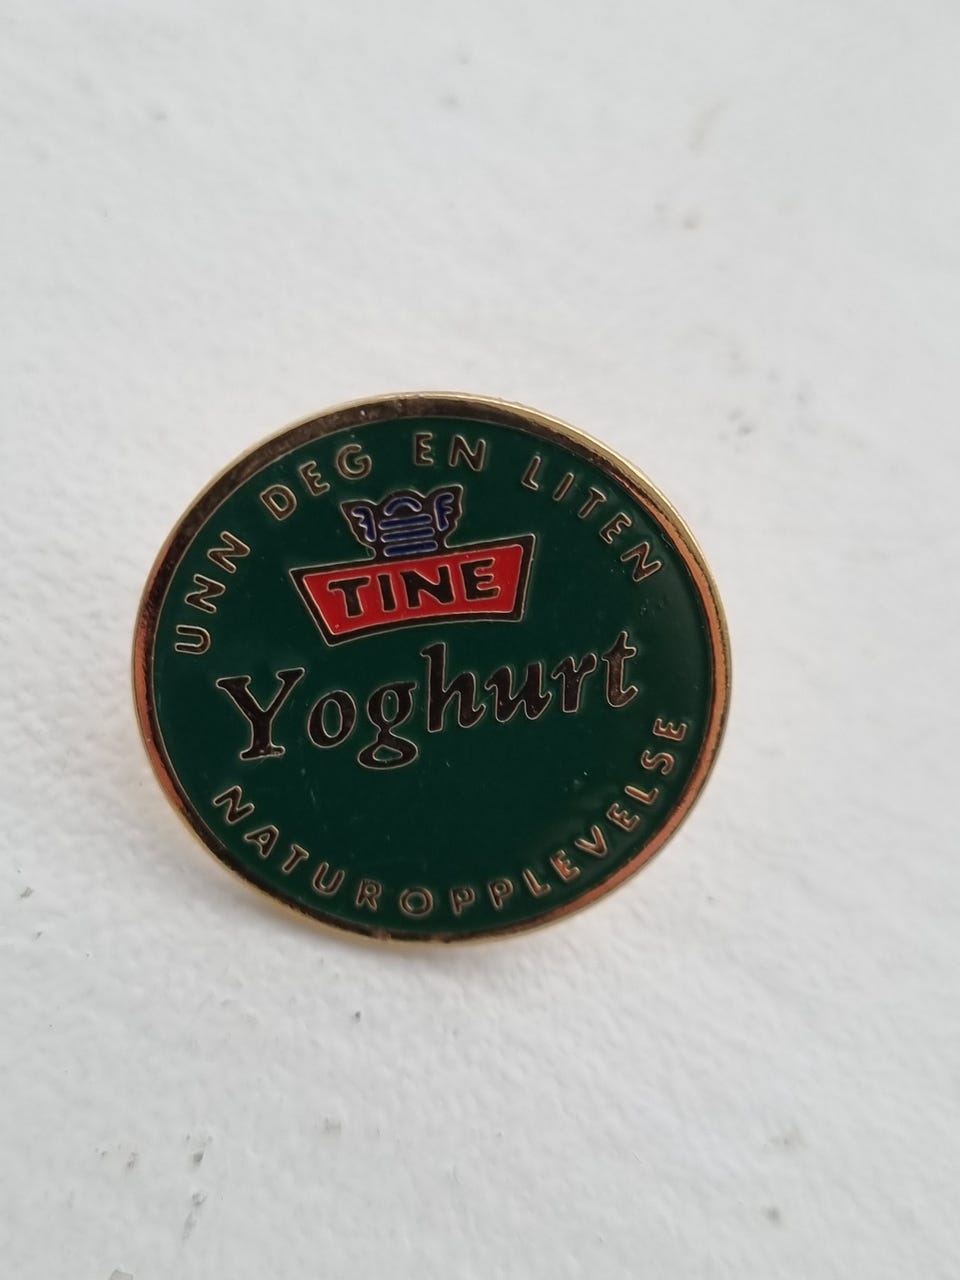 UNN DEG EN LITEN
TINE
Yoghurt
NATUROPPLEVELSE